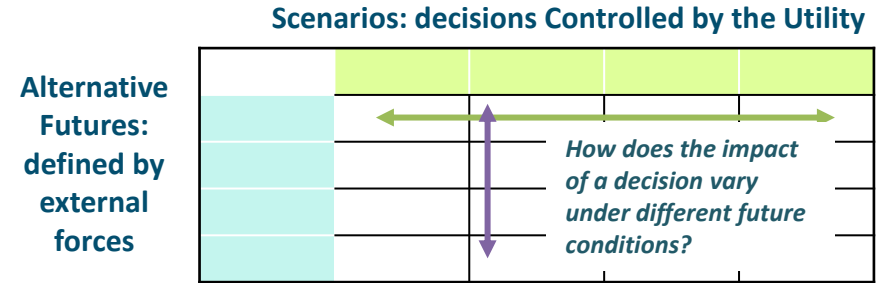 Scenarios: decisions Controlled by the Utility
Alternative
Futures:
defined by
external
forces
How does the impact
of a decision vary
under different future
conditions?